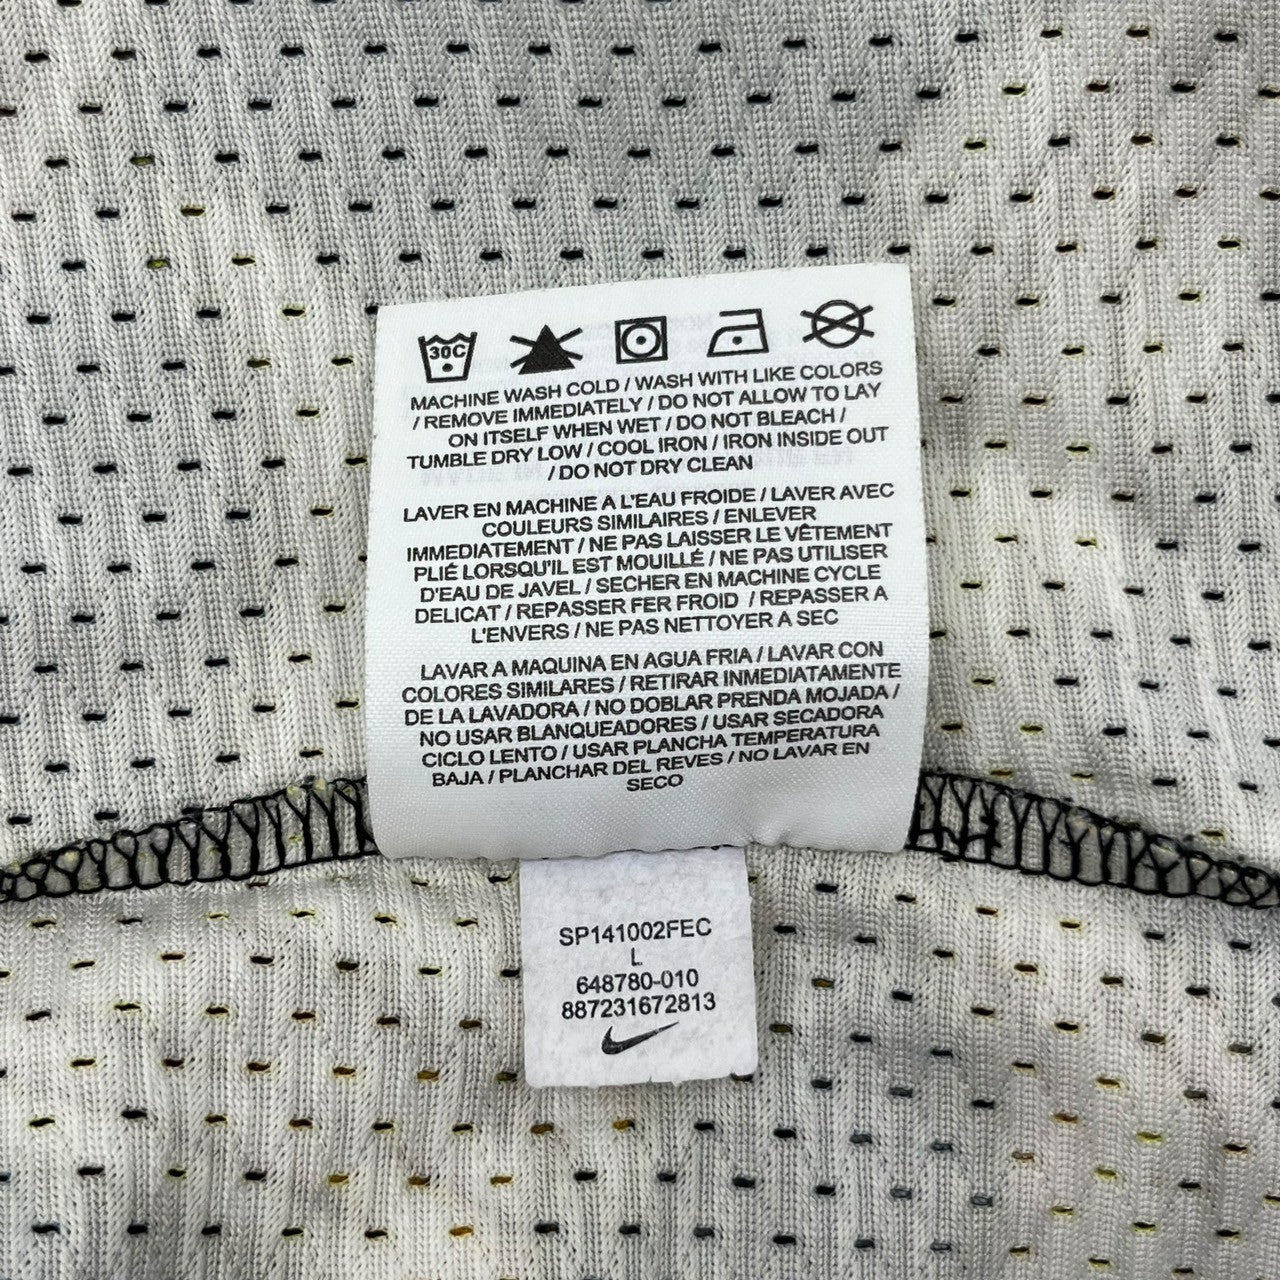 30C
MACHINE WASH COLD / WASH WITH LIKE COLORS
/ REMOVE IMMEDIATELY / DO NOT ALLOW TO LAY
ON ITSELF WHEN WET / DO NOT BLEACH /
TUMBLE DRY LOW / COOL IRON / IRON INSIDE OUT
/ DO NOT DRY CLEAN
LAVER EN MACHINE A L'EAU FROIDE / LAVER AVEC
COULEURS SIMILAIRES / ENLEVER
IMMEDIATEMENT / NE PAS LAISSER LE VÊTEMENT
PLIÉ LORSQU'IL EST MOUILLÉ / NE PAS UTILISER
D'EAU DE JAVEL / SECHER EN MACHINE CYCLE
DELICAT / REPASSER FER FROID / REPASSER A
L'ENVERS / NE PAS NETTOYER A SEC
LAVAR A MAQUINA EN AGUA FRIA / LAVAR CON
COLORES SIMILARES / RETIRAR INMEDIATAMENTE
DE LA LAVADORA / NO DOBLAR PRENDA MOJADA /
NO USAR BLANQUEADORES / USAR SECADORA
CICLO LENTO / USAR PLANCHA TEMPERATURA
BAJA / PLANCHAR DEL REVES / NO LAVAR EN
SECO
SP141002FEC
L
648780-010
887231672813